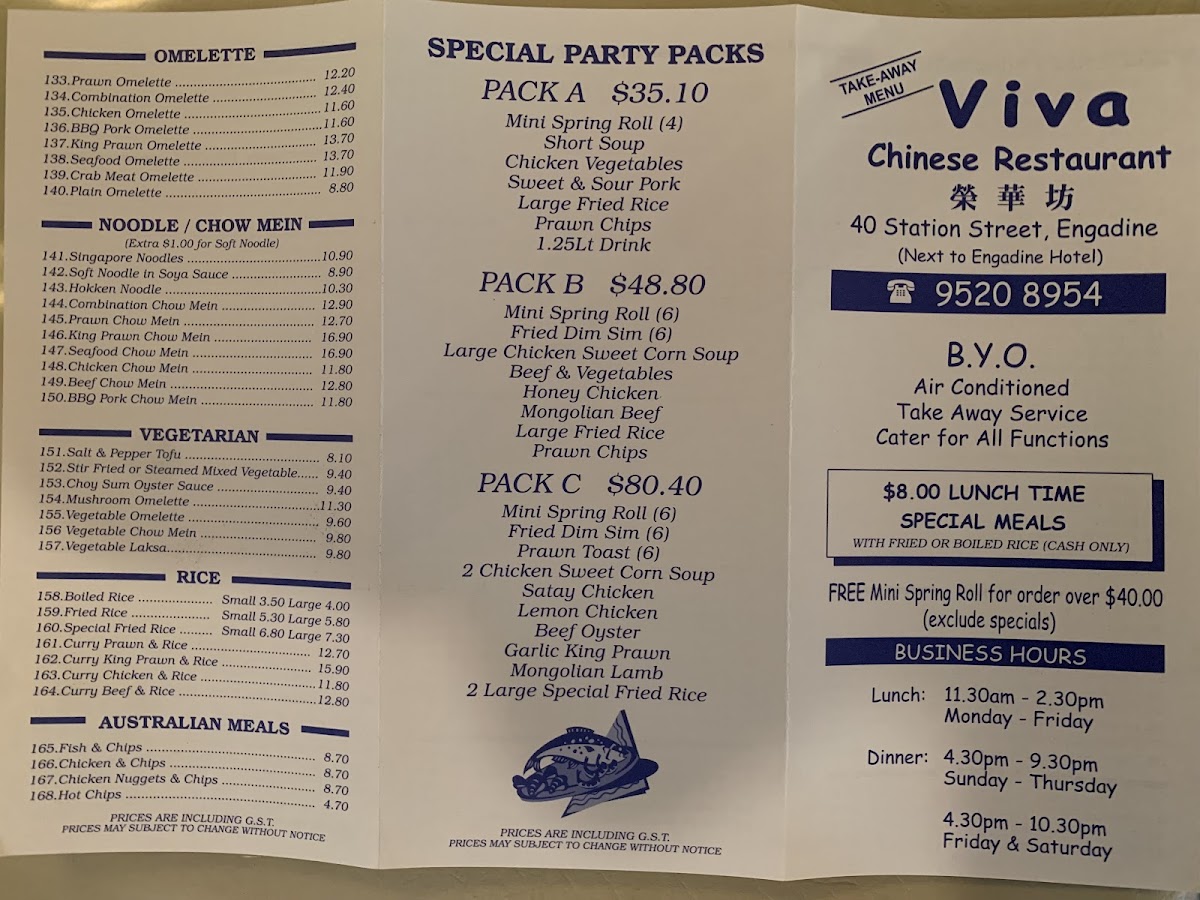 OMELETTE
133.Prawn Omelette ........ 12.20
134.Combination Omelette ........ 12.40
135.Chicken Omelette ........ 11.60
136.BBQ Pork Omelette ........ 11.60
137.King Prawn Omelette ........ 13.70
138.Seafood Omelette ........ 13.70
139.Crab Meat Omelette ........ 11.90
140.Plain Omelette ........ 8.80
NOODLE / CHOW MEIN
(Extra $1.00 for Soft Noodle)
141.Singapore Noodles ........ 10.90
142.Soft Noodle in Soya Sauce ........ 8.90
143.Hokken Noodle ........ 10.30
144.Combination Chow Mein ........ 12.90
145.Prawn Chow Mein ........ 12.70
146.King Prawn Chow Mein ........ 16.90
147.Seafood Chow Mein ........ 16.90
148.Chicken Chow Mein ........ 11.80
149.Beef Chow Mein ........ 12.80
150.BBQ Pork Chow Mein ........ 11.80
VEGETARIAN
151.Salt & Pepper Tofu ........ 8.10
152.Stir Fried or Steamed Mixed Vegetable...... 9.40
153.Choy Sum Oyster Sauce ........ 9.40
154.Mushroom Omelette ........ 11.30
155.Vegetable Omelette ........ 9.60
156 Vegetable Chow Mein ........ 9.80
157.Vegetable Laksa........ 9.80
RICE
158.Boiled Rice ........ Small 3.50 Large 4.00
159.Fried Rice ........ Small 5.30 Large 5.80
160.Special Fried Rice ........ Small 6.80 Large 7.30
161.Curry Prawn & Rice ........ 12.70
162.Curry King Prawn & Rice ........ 15.90
163.Curry Chicken & Rice ........ 11.80
164.Curry Beef & Rice ........ 12.80
AUSTRALIAN MEALS
165.Fish & Chips ........ 8.70
166.Chicken & Chips ........ 8.70
167.Chicken Nuggets & Chips ........ 8.70
168.Hot Chips ........ 4.70
PRICES ARE INCLUDING G.S.T.
PRICES MAY SUBJECT TO CHANGE WITHOUT NOTICE
SPECIAL PARTY PACKS
PACK A $35.10
Mini Spring Roll (4)
Short Soup
Chicken Vegetables
Sweet & Sour Pork
Large Fried Rice
Prawn Chips
1.25Lt Drink
PACK B $48.80
Mini Spring Roll (6)
Fried Dim Sim (6)
Large Chicken Sweet Corn Soup
Beef & Vegetables
Honey Chicken
Mongolian Beef
Large Fried Rice
Prawn Chips
PACK C $80.40
Mini Spring Roll (6)
Fried Dim Sim (6)
Prawn Toast (6)
2 Chicken Sweet Corn Soup
Satay Chicken
Lemon Chicken
Beef Oyster
Garlic King Prawn
Mongolian Lamb
2 Large Special Fried Rice
PRICES ARE INCLUDING G.S.T.
PRICES MAY SUBJECT TO CHANGE WITHOUT NOTICE
TAKE-AWAY
MENU
Viva
Chinese Restaurant
榮華坊
40 Station Street, Engadine
(Next to Engadine Hotel)
9520 8954
B.Y.O.
Air Conditioned
Take Away Service
Cater for All Functions
$8.00 LUNCH TIME
SPECIAL MEALS
WITH FRIED OR BOILED RICE (CASH ONLY)
FREE Mini Spring Roll for order over $40.00
(exclude specials)
BUSINESS HOURS
Lunch: 11.30am - 2.30pm
Monday - Friday
Dinner: 4.30pm - 9.30pm
Sunday - Thursday
4.30pm - 10.30pm
Friday & Saturday